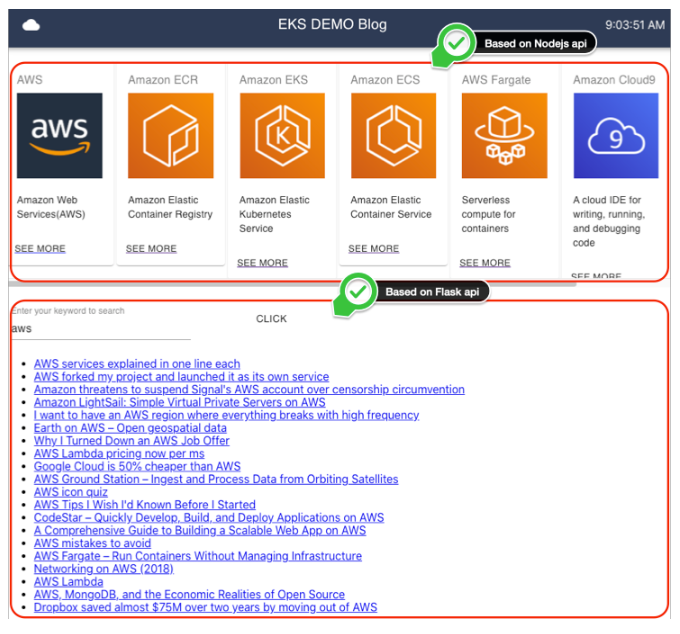 EKS DEMO Blog
9:03:51 AM
Based on Nodejs api
AWS
Amazon ECR
Amazon EKS
Amazon ECS
AWS Fargate
Amazon Cloud9
aws
K
9
Amazon Web
Services(AWS)
SEE MORE
Amazon Elastic
Container Registry
SEE MORE
Amazon Elastic
Kubernetes
Service
SEE MORE
Amazon Elastic
Container Service
SEE MORE
Serverless
compute for
containers
SEE MORE
A cloud IDE for
writing, running,
and debugging
code
SEE MORE
Based on Flask api
Enter your keyword to search
aws
CLICK
AWS services explained in one line each
AWS forked my project and launched it as its own service
Amazon threatens to suspend Signal's AWS account over censorship circumvention
Amazon LightSail: Simple Virtual Private Servers on AWS
I want to have an AWS region where everything breaks with high frequency
Earth on AWS – Open geospatial data
Why I Turned Down an AWS Job Offer
AWS Lambda pricing now per ms
Google Cloud is 50% cheaper than AWS
AWS Ground Station – Ingest and Process Data from Orbiting Satellites
AWS icon quiz
AWS Tips I Wish I'd Known Before I Started
CodeStar – Quickly Develop, Build, and Deploy Applications on AWS
A Comprehensive Guide to Building a Scalable Web App on AWS
AWS mistakes to avoid
AWS Fargate – Run Containers Without Managing Infrastructure
Networking on AWS (2018)
AWS Lambda
AWS, MongoDB, and the Economic Realities of Open Source
Dropbox saved almost $75M over two years by moving out of AWS